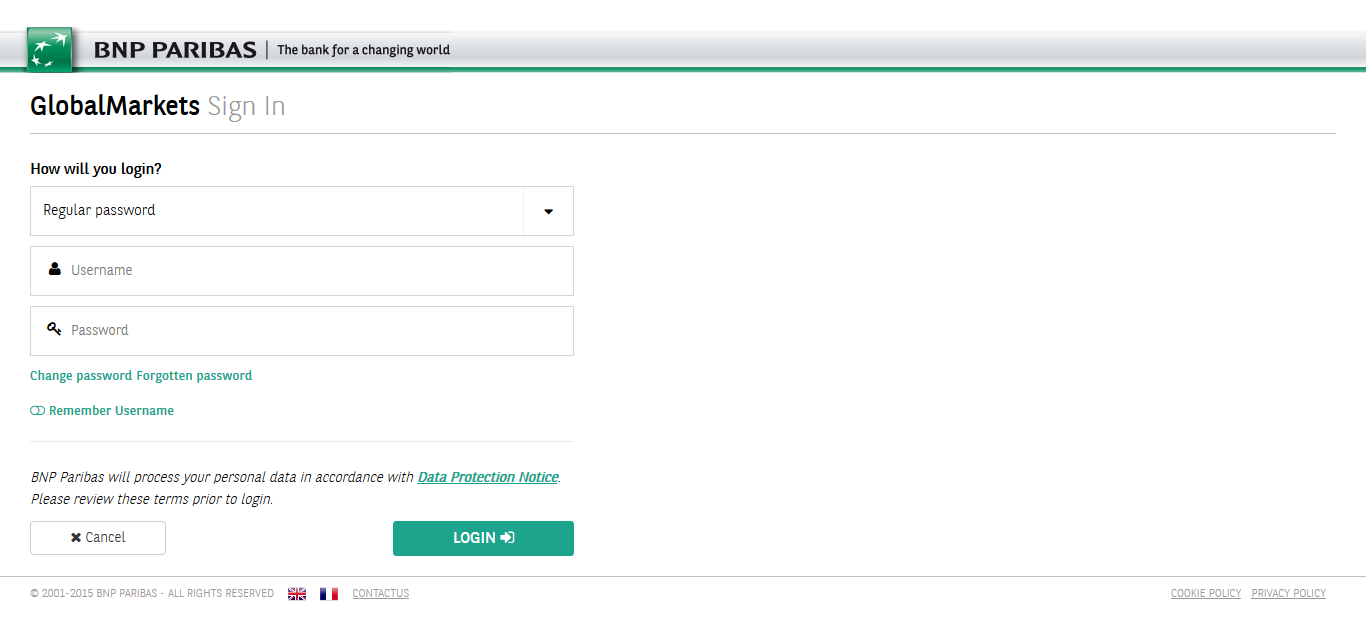 BNP PARIBAS | The bank for a changing world
GlobalMarkets Sign In
How will you login?
Regular password
Username
Password
Change password Forgotten password
Remember Username
BNP Paribas will process your personal data in accordance with Data Protection Notice.
Please review these terms prior to login.
Cancel
LOGIN
© 2001-2015 BNP PARIBAS - ALL RIGHTS RESERVED CONTACTUS COOKIE POLICY PRIVACY POLICY